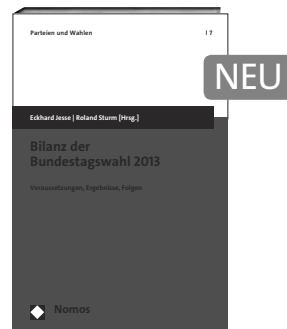 Parteien und Wahlen | 7
NEU
Eckhard Jesse | Roland Sturm [Hrsg.]
Bilanz der
Bundestagswahl 2013
Voraussetzungen, Ergebnisse, Folgen
Nomos